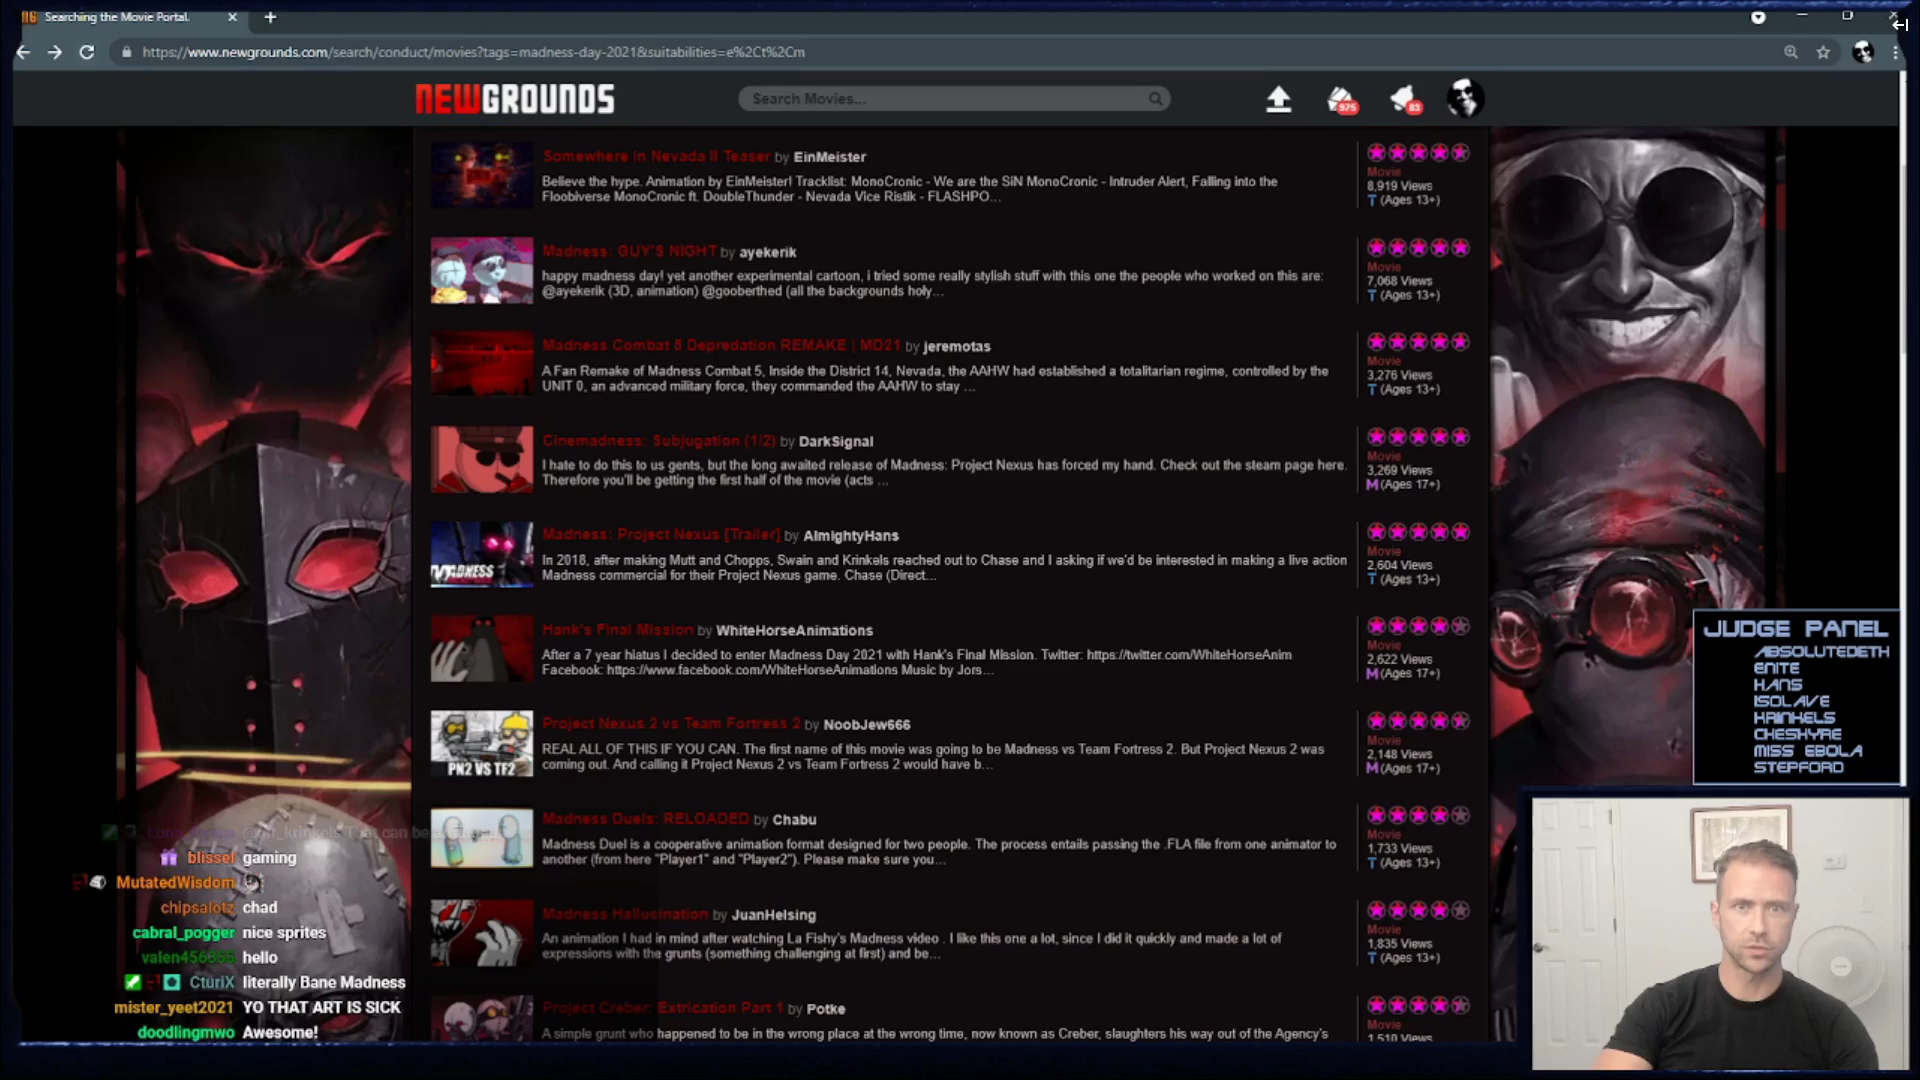 Searching the Movie Portal.
https://www.newgrounds.com/search/conduct/movies?tags=madness-day-2021&suitabilities=e%2Ct%2Cm
NEWGROUNDS
Search Movies...
975
83
Somewhere in Nevada II Teaser by EinMeister
Believe the hype. Animation by EinMeister! Tracklist: MonoCronic - We are the SiN MonoCronic - Intruder Alert, Falling into the
Floobiverse MonoCronic ft. DoubleThunder - Nevada Vice Ristik - FLASHPO...
Movie
8,919 Views
T (Ages 13+)
Madness: GUY'S NIGHT by ayekerik
happy madness day! yet another experimental cartoon, i tried some really stylish stuff with this one the people who worked on this are:
@ayekerik (3D, animation) @gooberthed (all the backgrounds holy...
Movie
7,068 Views
T (Ages 13+)
Madness Combat 5 Depredation REMAKE | MD21 by jeremotas
A Fan Remake of Madness Combat 5, Inside the District 14, Nevada, the AAHW had established a totalitarian regime, controlled by the
UNIT 0, an advanced military force, they commanded the AAHW to stay ...
Movie
3,276 Views
T (Ages 13+)
Cinemadness: Subjugation (1/2) by DarkSignal
I hate to do this to us gents, but the long awaited release of Madness: Project Nexus has forced my hand. Check out the steam page here.
Therefore you'll be getting the first half of the movie (acts ...
Movie
3,269 Views
M (Ages 17+)
MADNESS
Madness: Project Nexus [Trailer] by AlmightyHans
In 2018, after making Mutt and Chopps, Swain and Krinkels reached out to Chase and I asking if we'd be interested in making a live action
Madness commercial for their Project Nexus game. Chase (Direct...
Movie
2,604 Views
T (Ages 13+)
Hank's Final Mission by WhiteHorseAnimations
After a 7 year hiatus I decided to enter Madness Day 2021 with Hank's Final Mission. Twitter: https://twitter.com/WhiteHorseAnim
Facebook: https://www.facebook.com/WhiteHorseAnimations Music by Jors...
Movie
2,622 Views
M (Ages 17+)
PN2 VS TF2
Project Nexus 2 vs Team Fortress 2 by NoobJew666
REAL ALL OF THIS IF YOU CAN. The first name of this movie was going to be Madness vs Team Fortress 2. But Project Nexus 2 was
coming out. And calling it Project Nexus 2 vs Team Fortress 2 would have b...
Movie
2,148 Views
M (Ages 17+)
Madness Duels: RELOADED by Chabu
Madness Duel is a cooperative animation format designed for two people. The process entails passing the .FLA file from one animator to
another (from here "Player1" and "Player2"). Please make sure you...
Movie
1,733 Views
T (Ages 13+)
Madness Hallucination by JuanHelsing
An animation I had in mind after watching La Fishy's Madness video . I like this one a lot, since I did it quickly and made a lot of
expressions with the grunts (something challenging at first) and be...
Movie
1,835 Views
T (Ages 13+)
Project Creber: Extrication Part 1 by Potke
A simple grunt who happened to be in the wrong place at the wrong time, now known as Creber, slaughters his way out of the Agency's
Movie
1,510 Views
JUDGE PANEL
ABSOLUTEDETH
ENITE
HANS
ISOLAVE
KRINKELS
CHESHYRE
MISS EBOLA
STEPFORD
can be
blissel gaming
MutatedWisdom
chipsalotz chad
cabral_pogger nice sprites
valen456855 hello
CturiX literally Bane Madness
mister_yeet2021 YO THAT ART IS SICK
doodlingmwo Awesome!